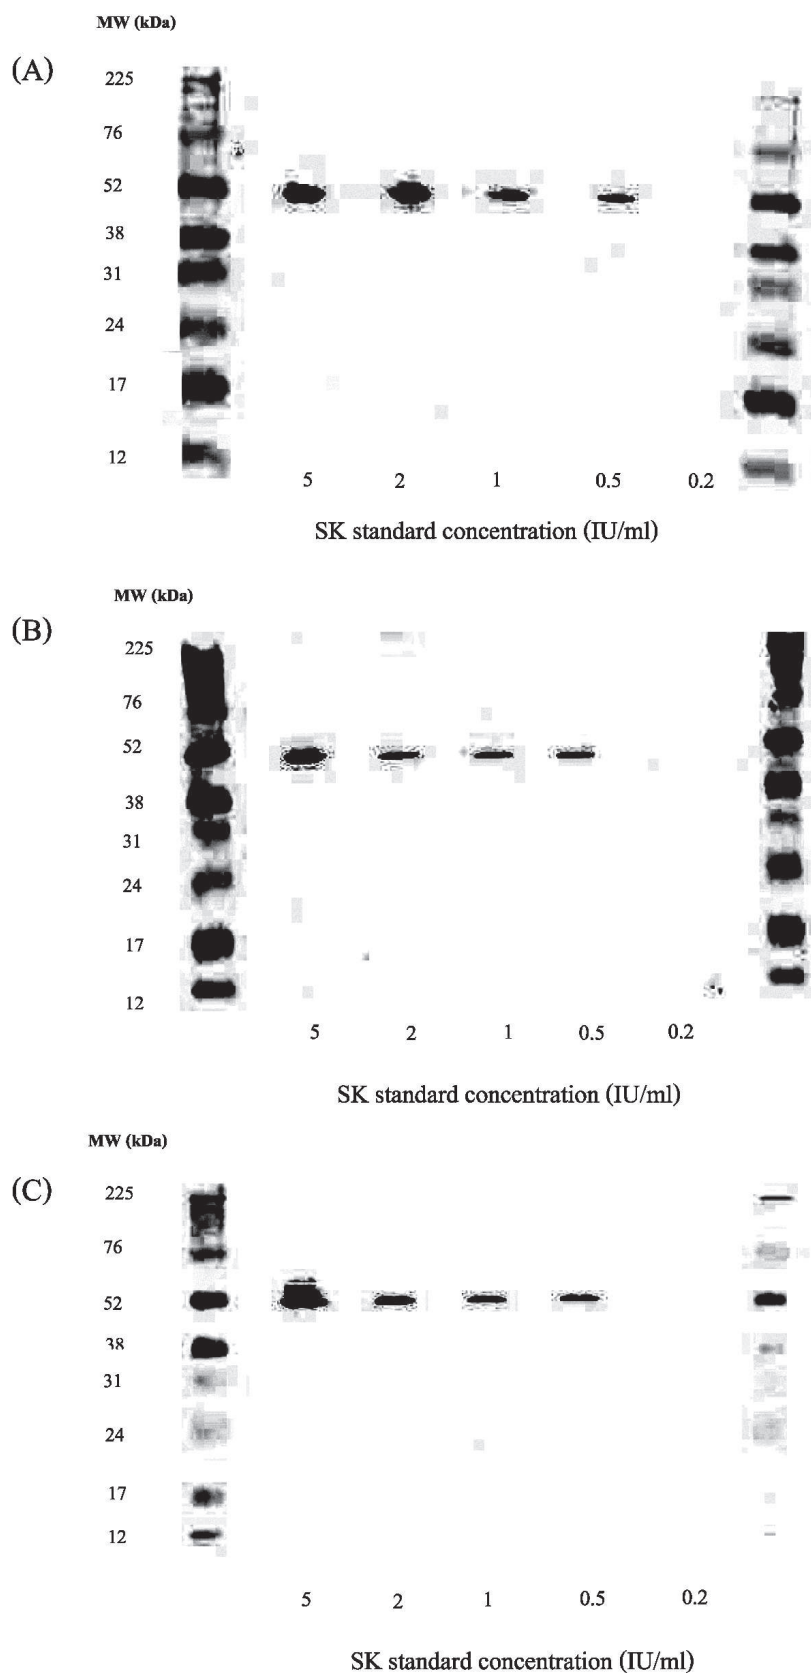 MW (kDa)
(A)
225
76
52
38
31
24
17
12
5 2 1 0.5 0.2
SK standard concentration (IU/ml)
MW (kDa)
(B)
225
76
52
38
31
24
17
12
5 2 1 0.5 0.2
SK standard concentration (IU/ml)
MW (kDa)
(C)
225
76
52
38
31
24
17
12
5 2 1 0.5 0.2
SK standard concentration (IU/ml)